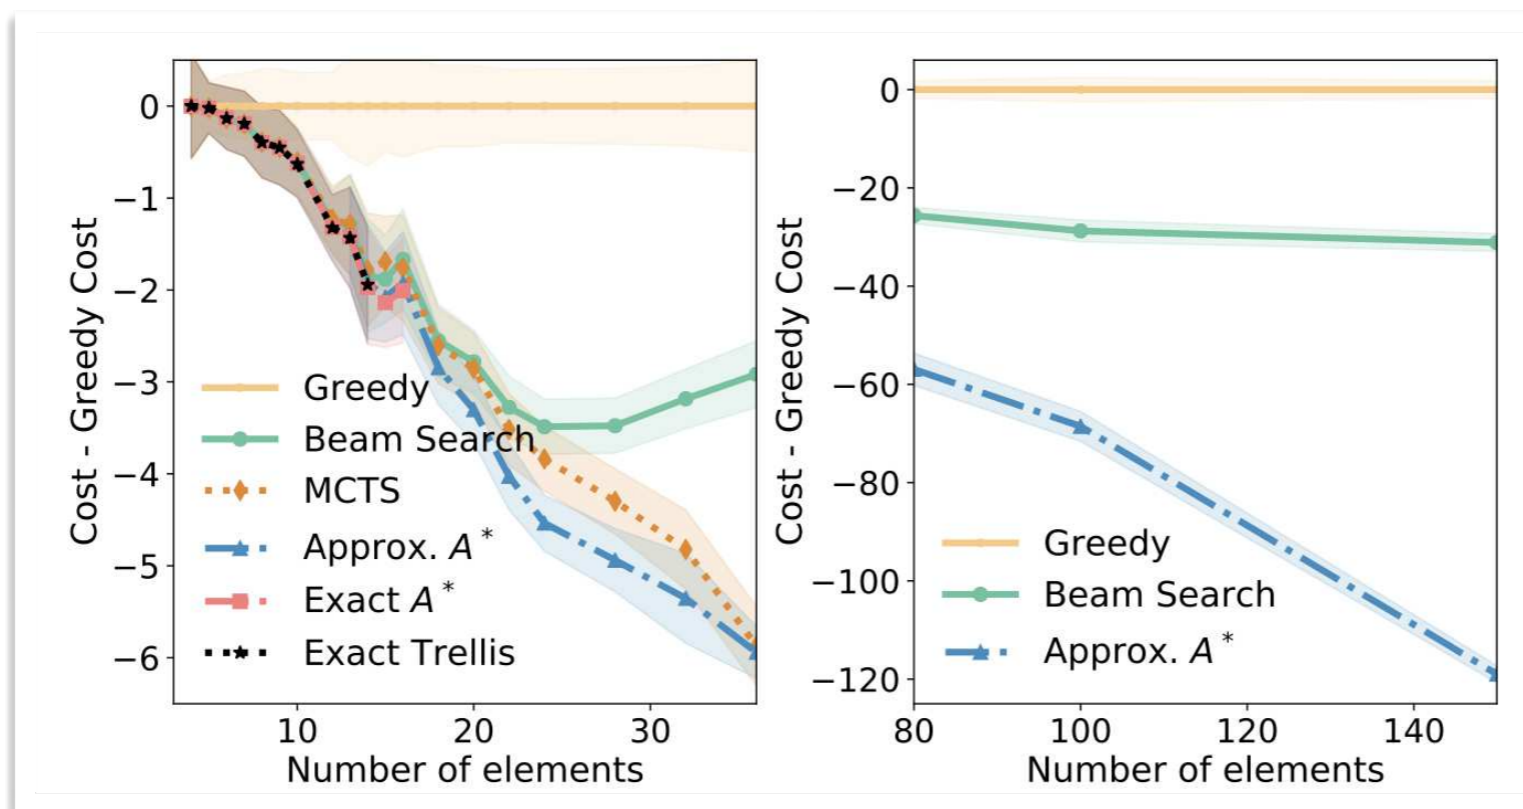 Cost - Greedy Cost
0
−1
−2
−3
−4
−5
−6
Greedy
Beam Search
MCTS
Approx. A*
Exact A*
Exact Trellis
10 20 30
Number of elements
Cost - Greedy Cost
0
−20
−40
−60
−80
−100
−120
Greedy
Beam Search
Approx. A*
80 100 120 140
Number of elements